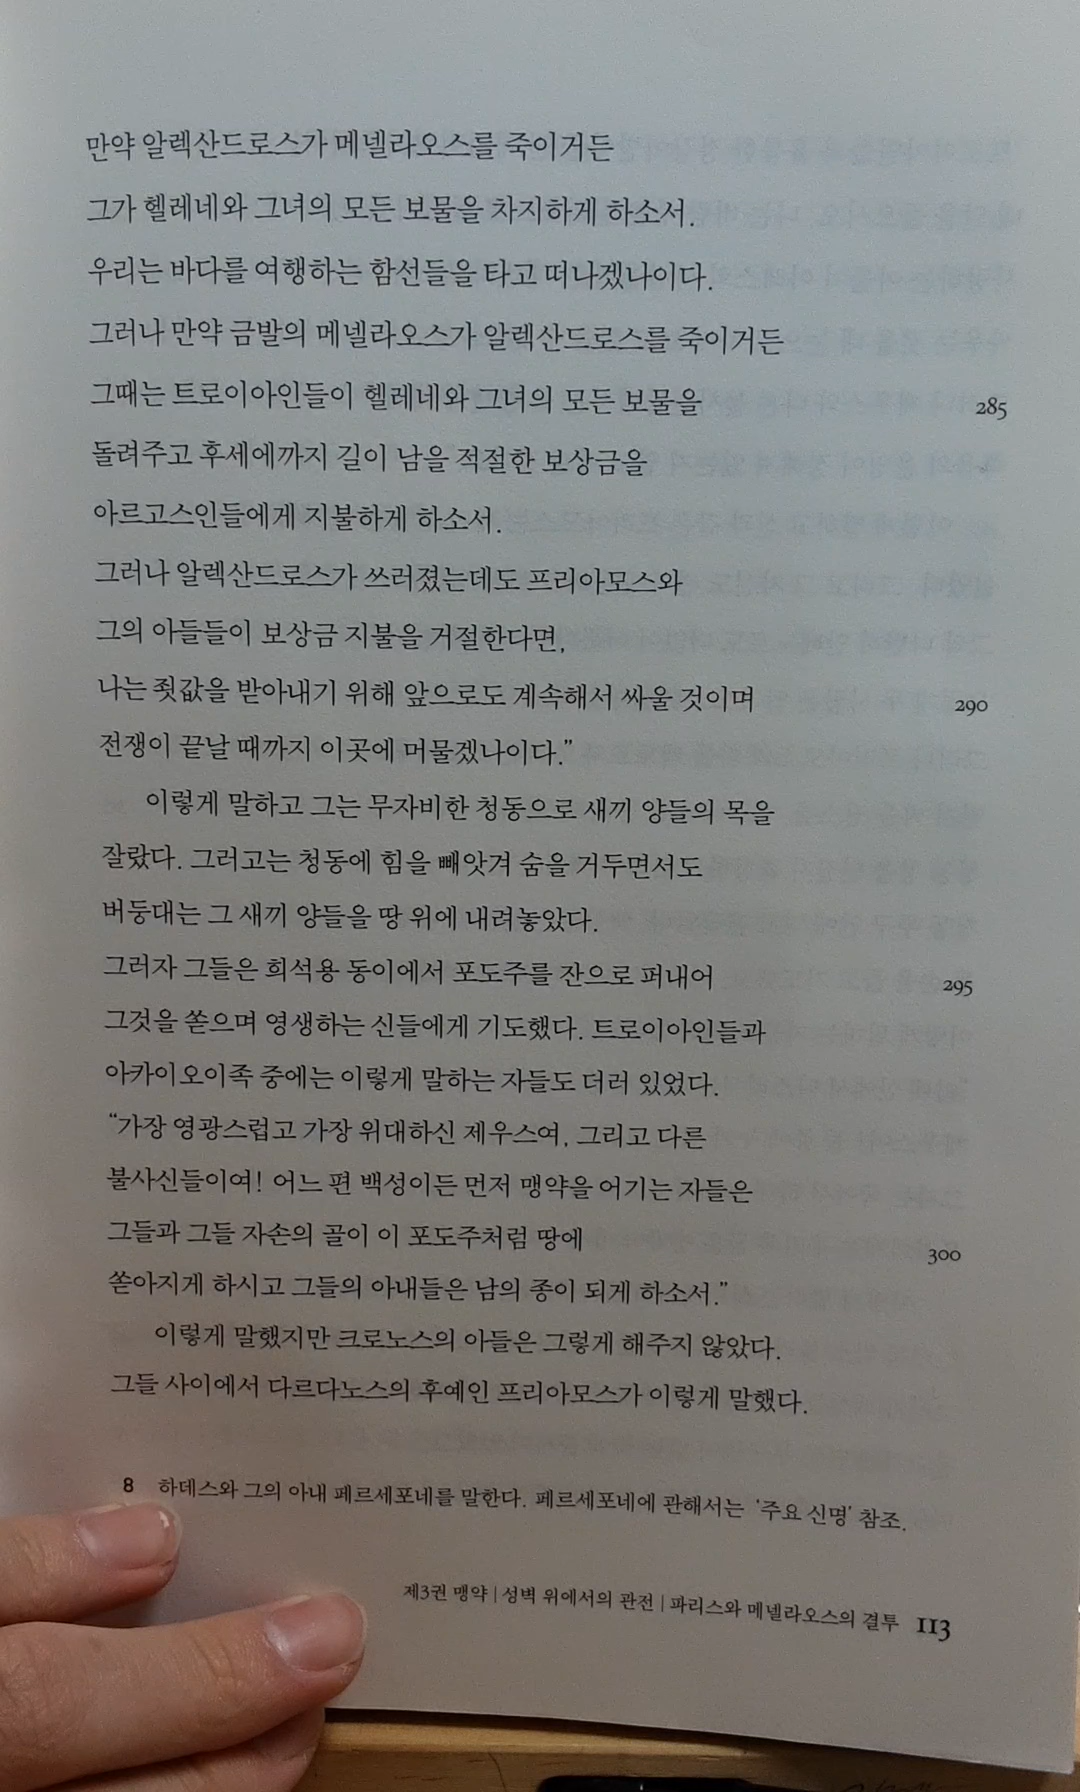 만약 알렉산드로스가 메넬라오스를 죽이거든
그가 헬레네와 그녀의 모든 보물을 차지하게 하소서.
우리는 바다를 여행하는 함선들을 타고 떠나겠나이다.
그러나 만약 금발의 메넬라오스가 알렉산드로스를 죽이거든
그때는 트로이아인들이 헬레네와 그녀의 모든 보물을 285
돌려주고 후세에까지 길이 남을 적절한 보상금을
아르고스인들에게 지불하게 하소서.
그러나 알렉산드로스가 쓰러졌는데도 프리아모스와
그의 아들들이 보상금 지불을 거절한다면,
나는 죗값을 받아내기 위해 앞으로도 계속해서 싸울 것이며 290
전쟁이 끝날 때까지 이곳에 머물겠나이다.”
이렇게 말하고 그는 무자비한 청동으로 새끼 양들의 목을
잘랐다. 그러고는 청동에 힘을 빼앗겨 숨을 거두면서도
버둥대는 그 새끼 양들을 땅 위에 내려놓았다.
그러자 그들은 희석용 동이에서 포도주를 잔으로 퍼내어 295
그것을 쏟으며 영생하는 신들에게 기도했다. 트로이아인들과
아카이오이족 중에는 이렇게 말하는 자들도 더러 있었다.
“가장 영광스럽고 가장 위대하신 제우스여, 그리고 다른
불사신들이여! 어느 편 백성이든 먼저 맹약을 어기는 자들은
그들과 그들 자손의 골이 이 포도주처럼 땅에 300
쏟아지게 하시고 그들의 아내들은 남의 종이 되게 하소서.”
이렇게 말했지만 크로노스의 아들은 그렇게 해주지 않았다.
그들 사이에서 다르다노스의 후예인 프리아모스가 이렇게 말했다.
8 하데스와 그의 아내 페르세포네를 말한다. 페르세포네에 관해서는 ‘주요 신명’ 참조.
제3권 맹약 | 성벽 위에서의 관전 | 파리스와 메넬라오스의 결투 113